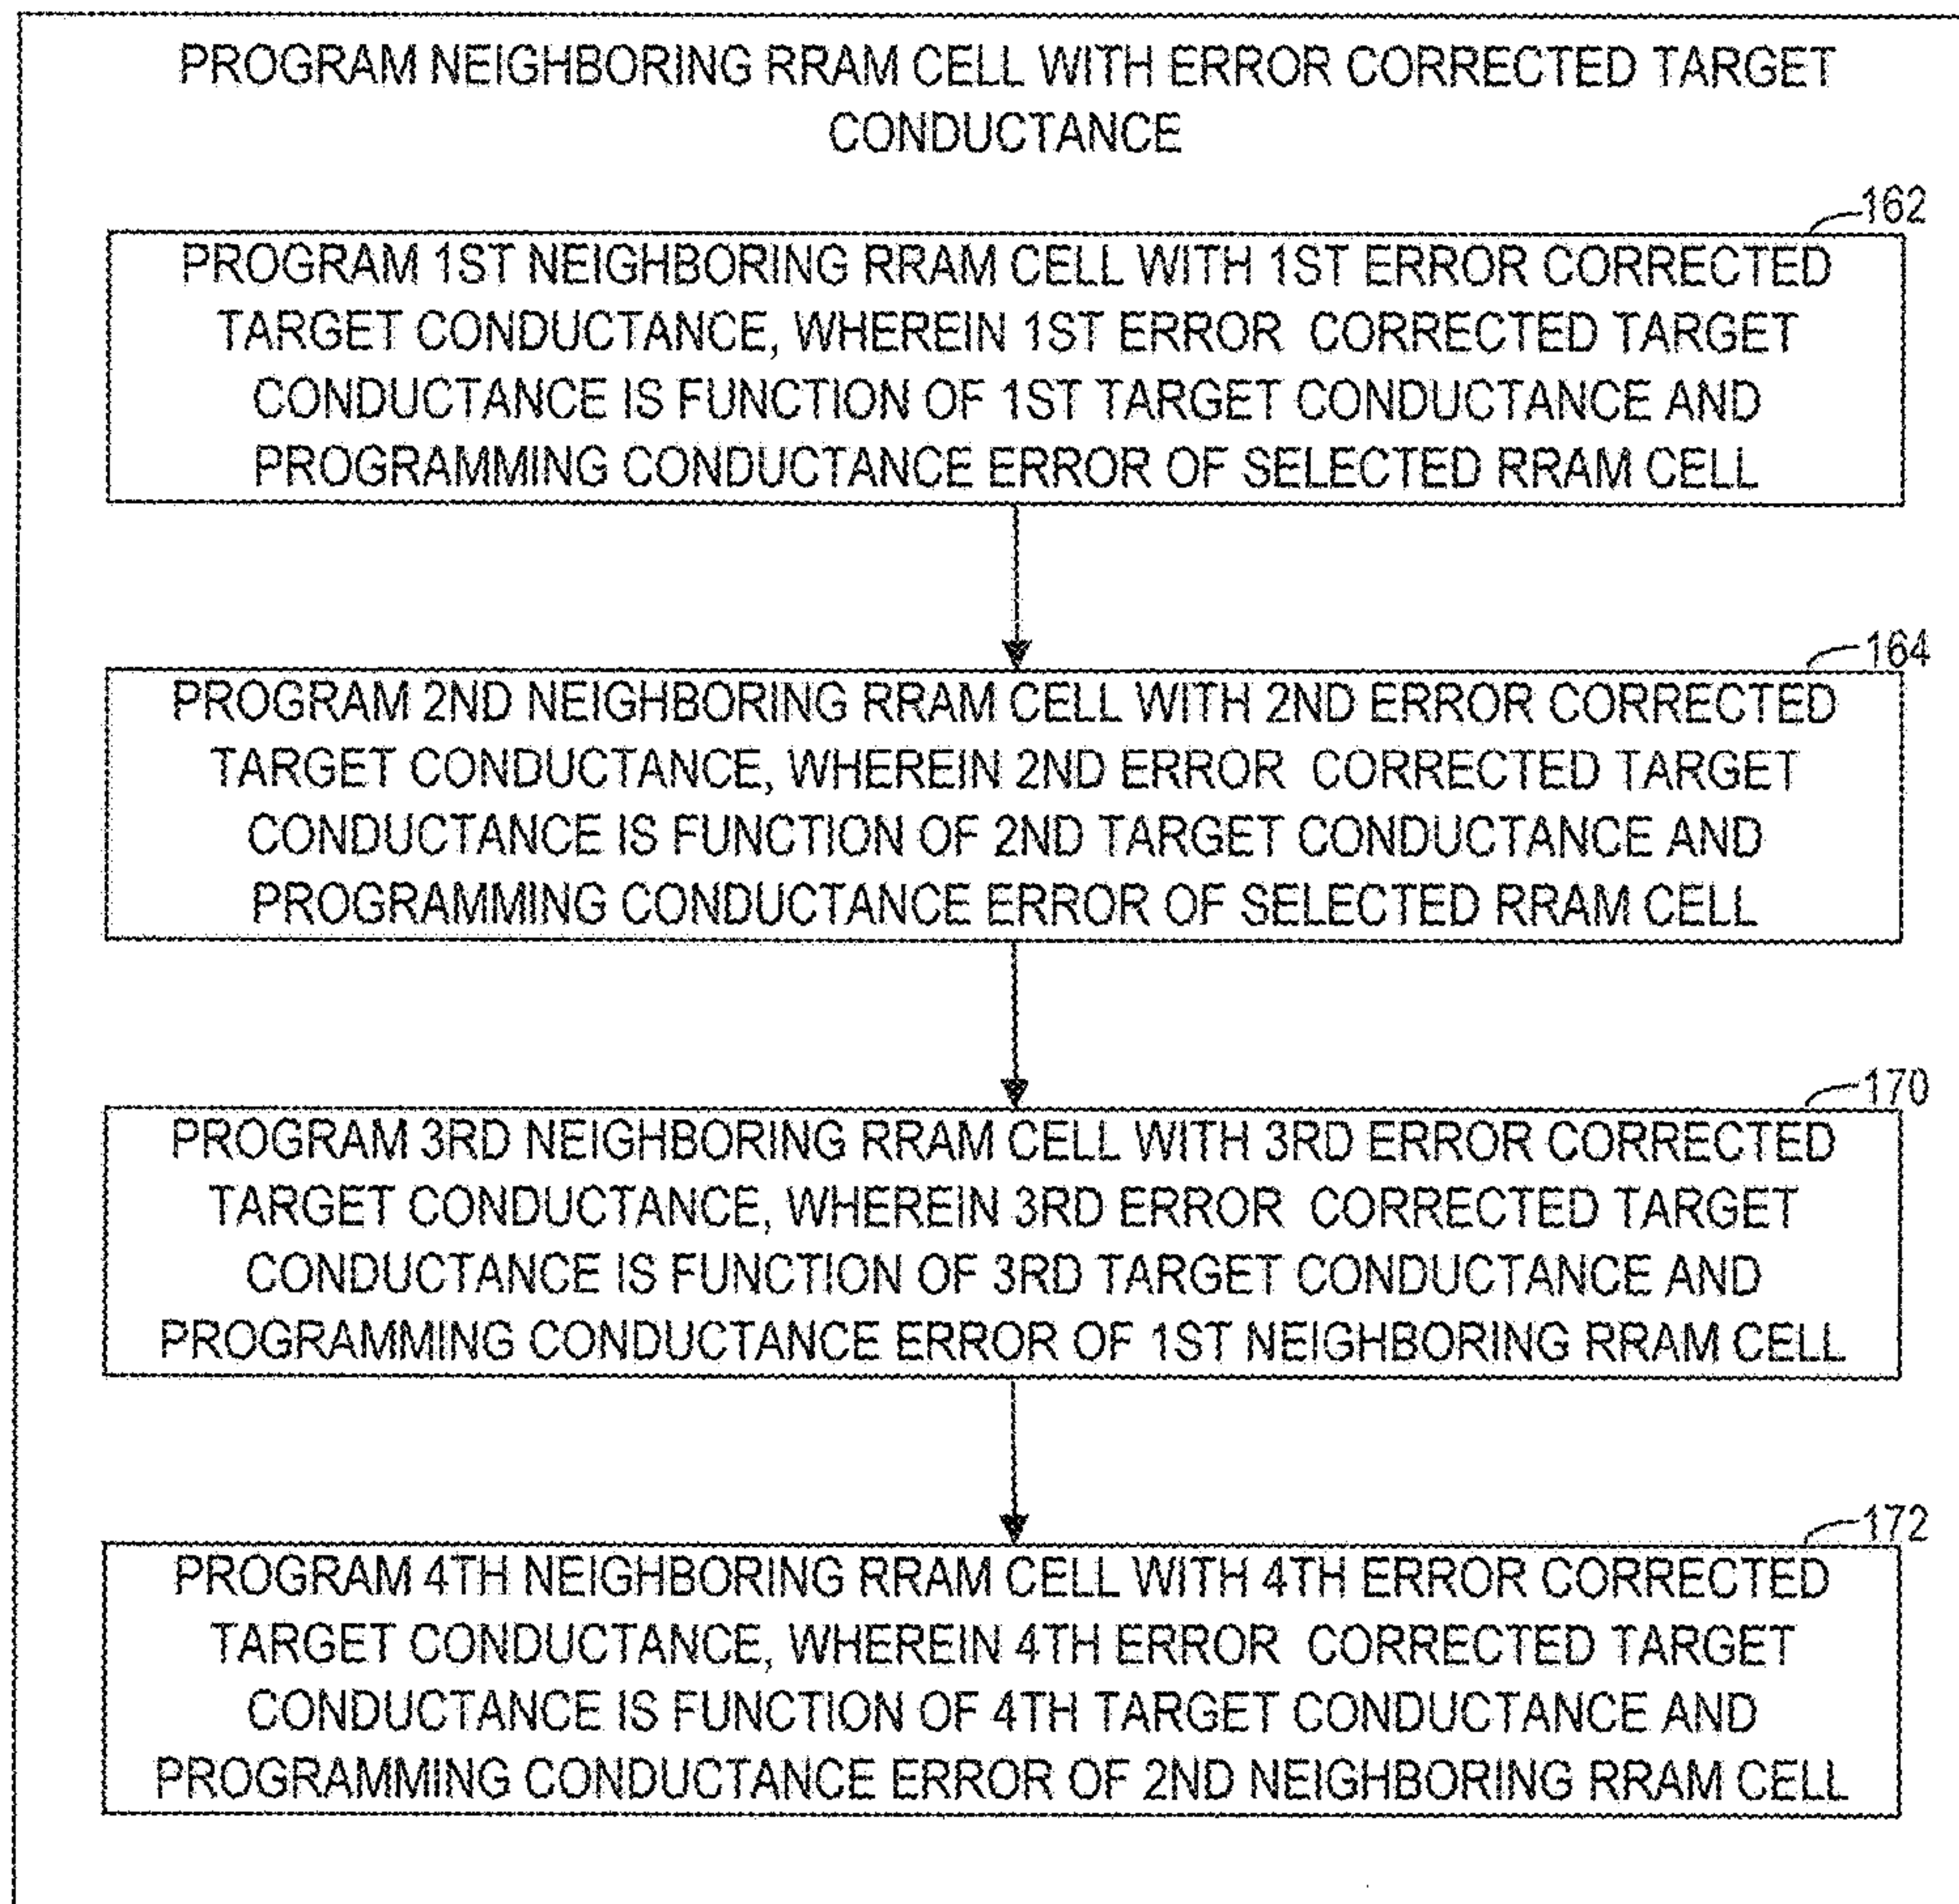 PROGRAM NEIGHBORING RRAM CELL WITH ERROR CORRECTED TARGET
CONDUCTANCE
162
PROGRAM 1ST NEIGHBORING RRAM CELL WITH 1ST ERROR CORRECTED
TARGET CONDUCTANCE, WHEREIN 1ST ERROR CORRECTED TARGET
CONDUCTANCE IS FUNCTION OF 1ST TARGET CONDUCTANCE AND
PROGRAMMING CONDUCTANCE ERROR OF SELECTED RRAM CELL
164
PROGRAM 2ND NEIGHBORING RRAM CELL WITH 2ND ERROR CORRECTED
TARGET CONDUCTANCE, WHEREIN 2ND ERROR CORRECTED TARGET
CONDUCTANCE IS FUNCTION OF 2ND TARGET CONDUCTANCE AND
PROGRAMMING CONDUCTANCE ERROR OF SELECTED RRAM CELL
170
PROGRAM 3RD NEIGHBORING RRAM CELL WITH 3RD ERROR CORRECTED
TARGET CONDUCTANCE, WHEREIN 3RD ERROR CORRECTED TARGET
CONDUCTANCE IS FUNCTION OF 3RD TARGET CONDUCTANCE AND
PROGRAMMING CONDUCTANCE ERROR OF 1ST NEIGHBORING RRAM CELL
172
PROGRAM 4TH NEIGHBORING RRAM CELL WITH 4TH ERROR CORRECTED
TARGET CONDUCTANCE, WHEREIN 4TH ERROR CORRECTED TARGET
CONDUCTANCE IS FUNCTION OF 4TH TARGET CONDUCTANCE AND
PROGRAMMING CONDUCTANCE ERROR OF 2ND NEIGHBORING RRAM CELL